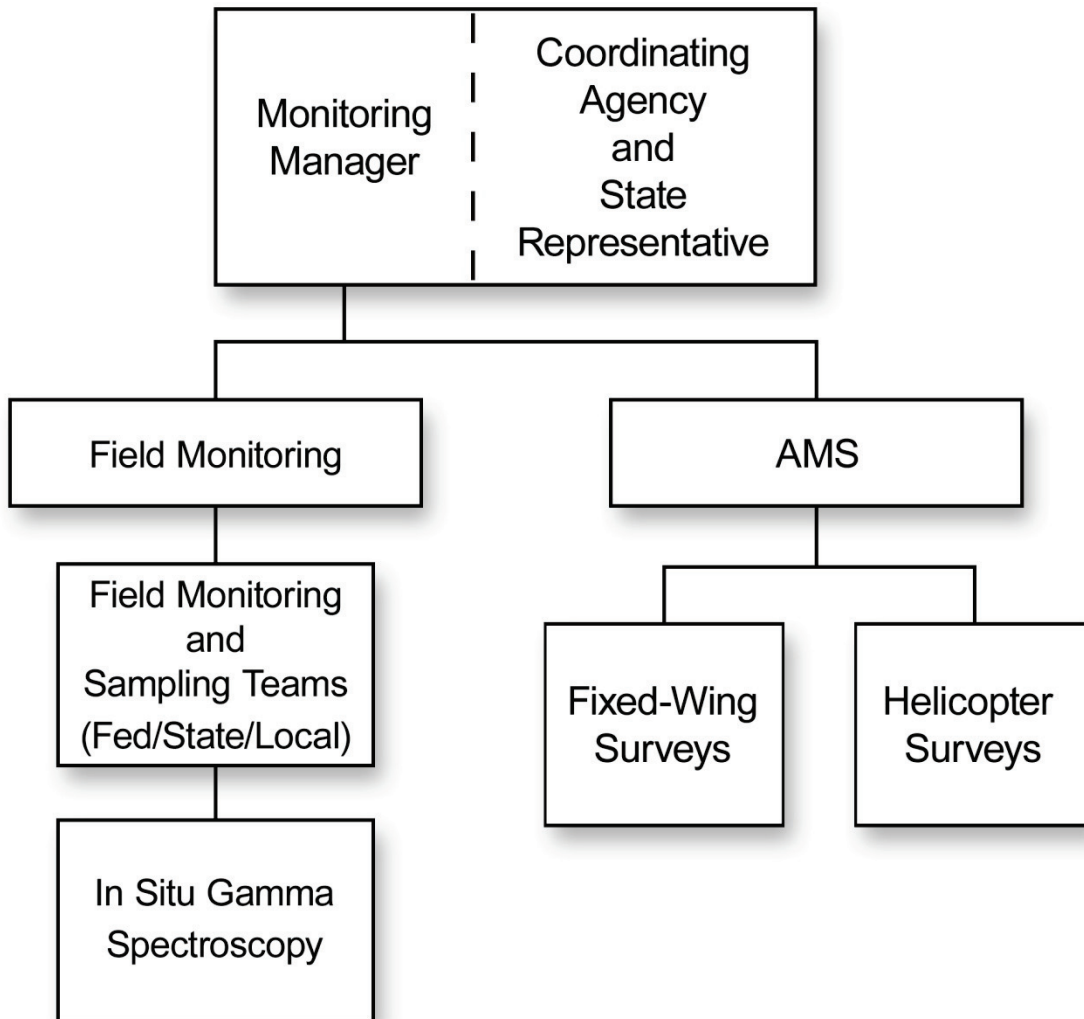 Monitoring
Manager
Coordinating
Agency
and
State
Representative
Field Monitoring
AMS
Field Monitoring
and
Sampling Teams
(Fed/State/Local)
Fixed-Wing
Surveys
Helicopter
Surveys
In Situ Gamma
Spectroscopy